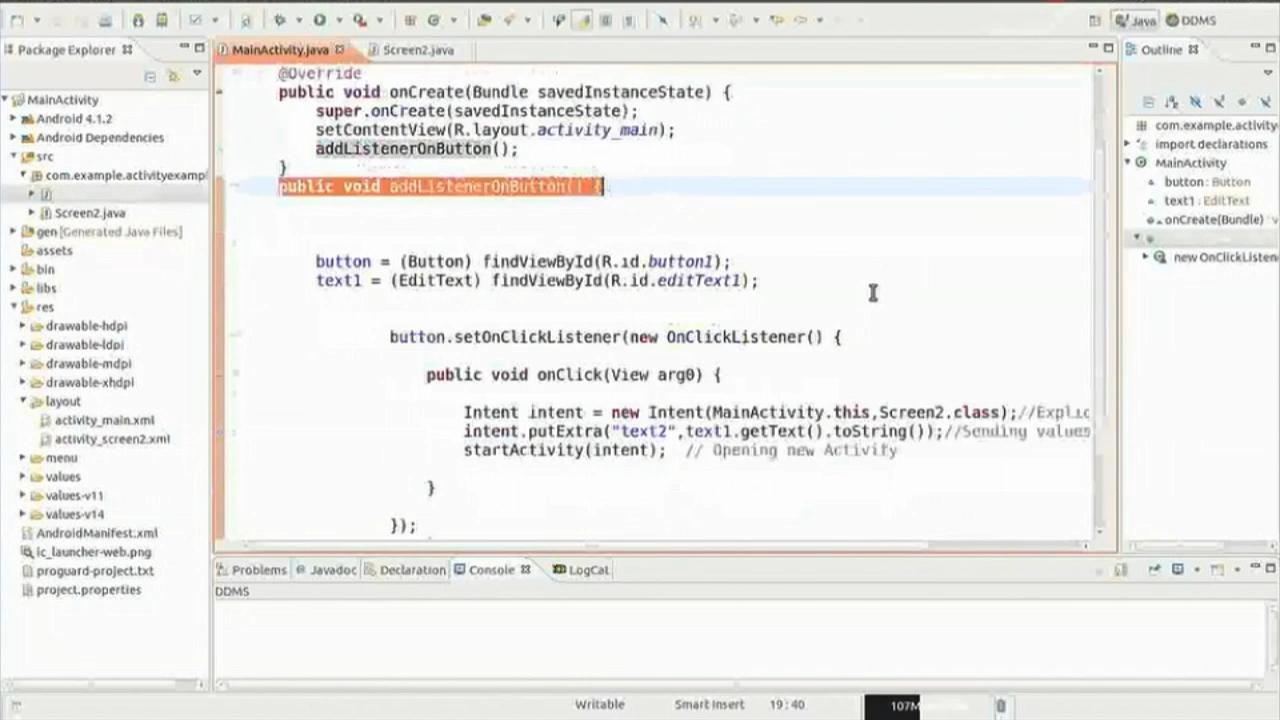 Java
DDMS
Package Explorer
MainActivity.java
Screen2.java
Outline
MainActivity
Android 4.1.2
Android Dependencies
src
com.example.activityexamp
Screen2.java
gen [Generated Java Files]
assets
bin
libs
res
drawable-hdpi
drawable-ldpi
drawable-mdpi
drawable-xhdpi
layout
activity_main.xml
activity_screen2.xml
menu
values
values-v11
values-v14
AndroidManifest.xml
ic_launcher-web.png
proguard-project.txt
project.properties
@Override
public void onCreate(Bundle savedInstanceState) {
super.onCreate(savedInstanceState);
setContentView(R.layout.activity_main);
addListenerOnButton();
}
public void addListenerOnButton() {
button = (Button) findViewById(R.id.button1);
text1 = (EditText) findViewById(R.id.editText1);
button.setOnClickListener(new OnClickListener() {
public void onClick(View arg0) {
Intent intent = new Intent(MainActivity.this,Screen2.class);//Explic
intent.putExtra("text2",text1.getText().toString());//Sending values
startActivity(intent);  // Opening new Activity
}
});
com.example.activity
import declarations
MainActivity
button: Button
text1: EditText
onCreate(Bundle)
new OnClickListen
Problems
Javadoc
Declaration
Console
LogCat
DDMS
Writable
Smart Insert
19:40
107M